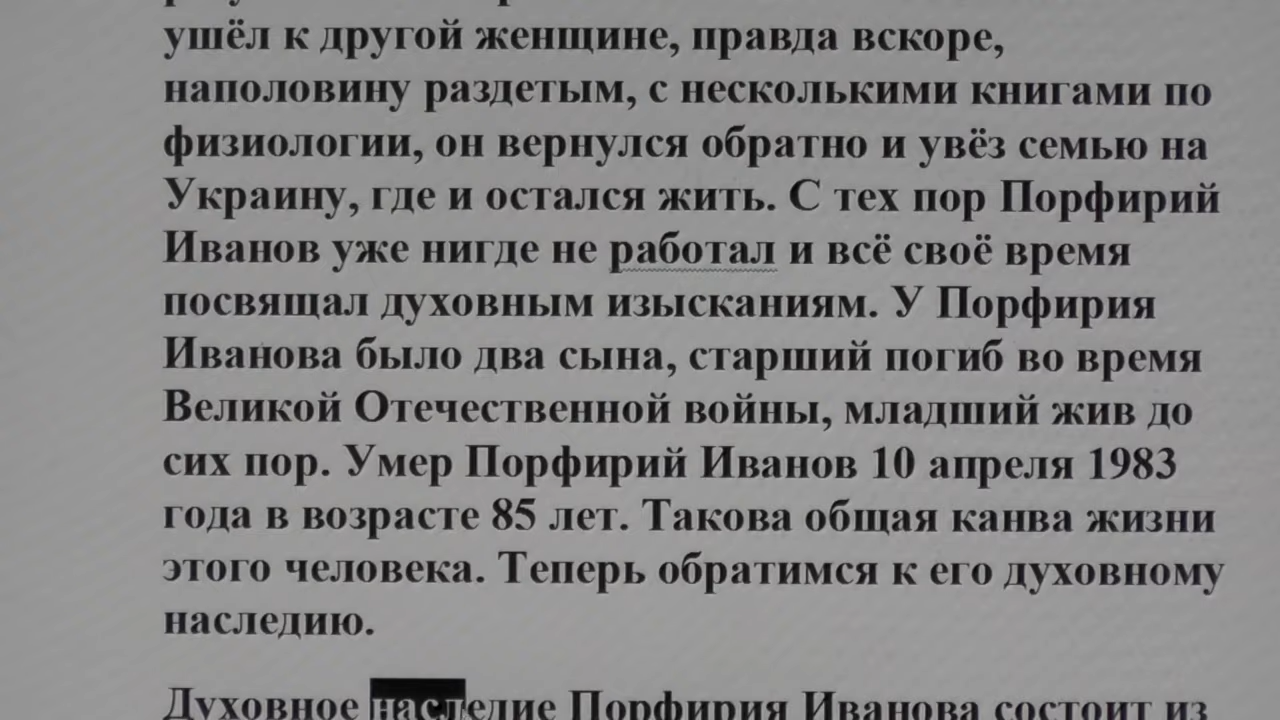 ушёл к другой женщине, правда вскоре,
наполовину раздетым, с несколькими книгами по
физиологии, он вернулся обратно и увёз семью на
Украину, где и остался жить. С тех пор Порфирий
Иванов уже нигде не работал и всё своё время
посвящал духовным изысканиям. У Порфирия
Иванова было два сына, старший погиб во время
Великой Отечественной войны, младший жив до
сих пор. Умер Порфирий Иванов 10 апреля 1983
года в возрасте 85 лет. Такова общая канва жизни
этого человека. Теперь обратимся к его духовному
наследию.
Духовное наследие Порфирия Иванова состоит из